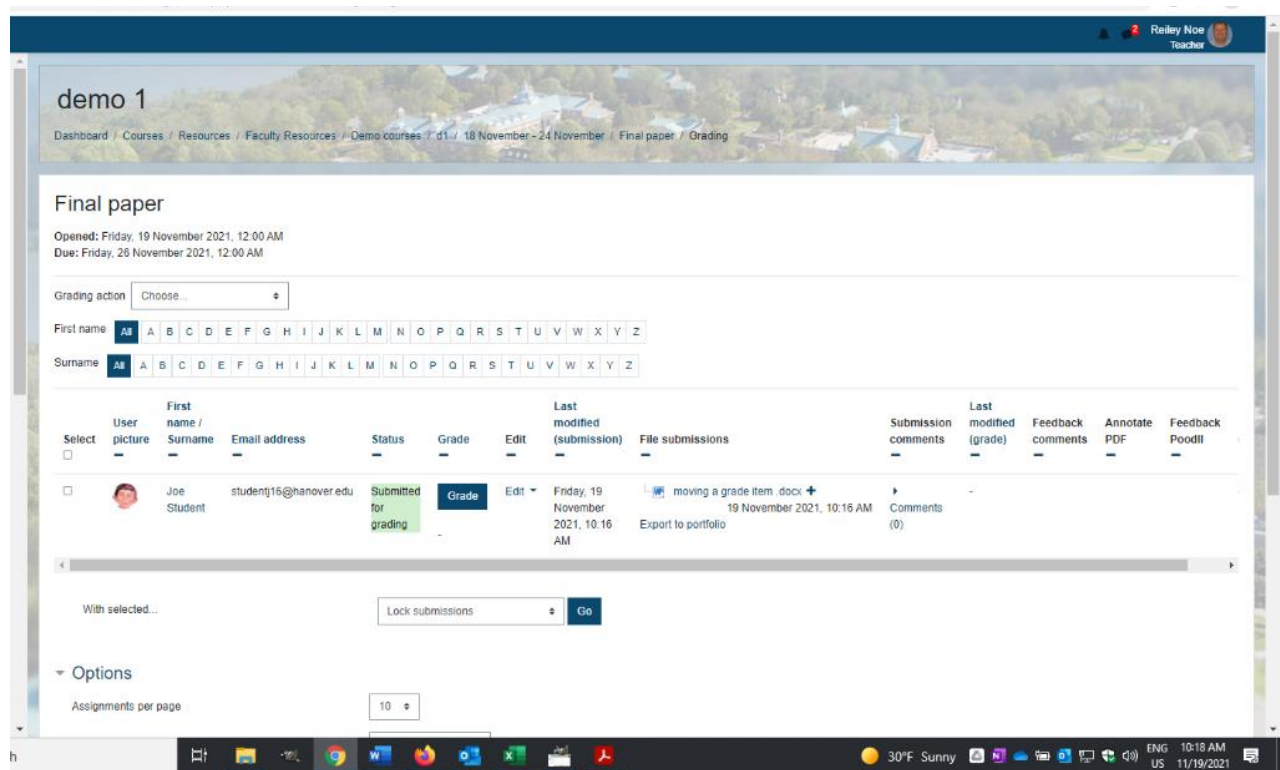 2 Reiley Noe
Teacher
demo 1
Dashboard / Courses / Resources / Faculty Resources / Demo courses / d1 / 18 November - 24 November / Final paper / Grading
Final paper
Opened: Friday, 19 November 2021, 12:00 AM
Due: Friday, 26 November 2021, 12:00 AM
Grading action Choose...
First name All A B C D E F G H I J K L M N O P Q R S T U V W X Y Z
Surname All A B C D E F G H I J K L M N O P Q R S T U V W X Y Z
Select
User picture
First name / Surname
Email address
Status
Grade
Edit
Last modified (submission)
File submissions
Submission comments
Last modified (grade)
Feedback comments
Annotate PDF
Feedback Poodll
Joe Student
studentj16@hanover.edu
Submitted for grading
Grade
-
Edit
Friday, 19 November 2021, 10:16 AM
moving a grade item .docx
19 November 2021, 10:16 AM
Export to portfolio
Comments (0)
-
With selected... Lock submissions Go
Options
Assignments per page 10
h 30°F Sunny ENG US 10:18 AM 11/19/2021